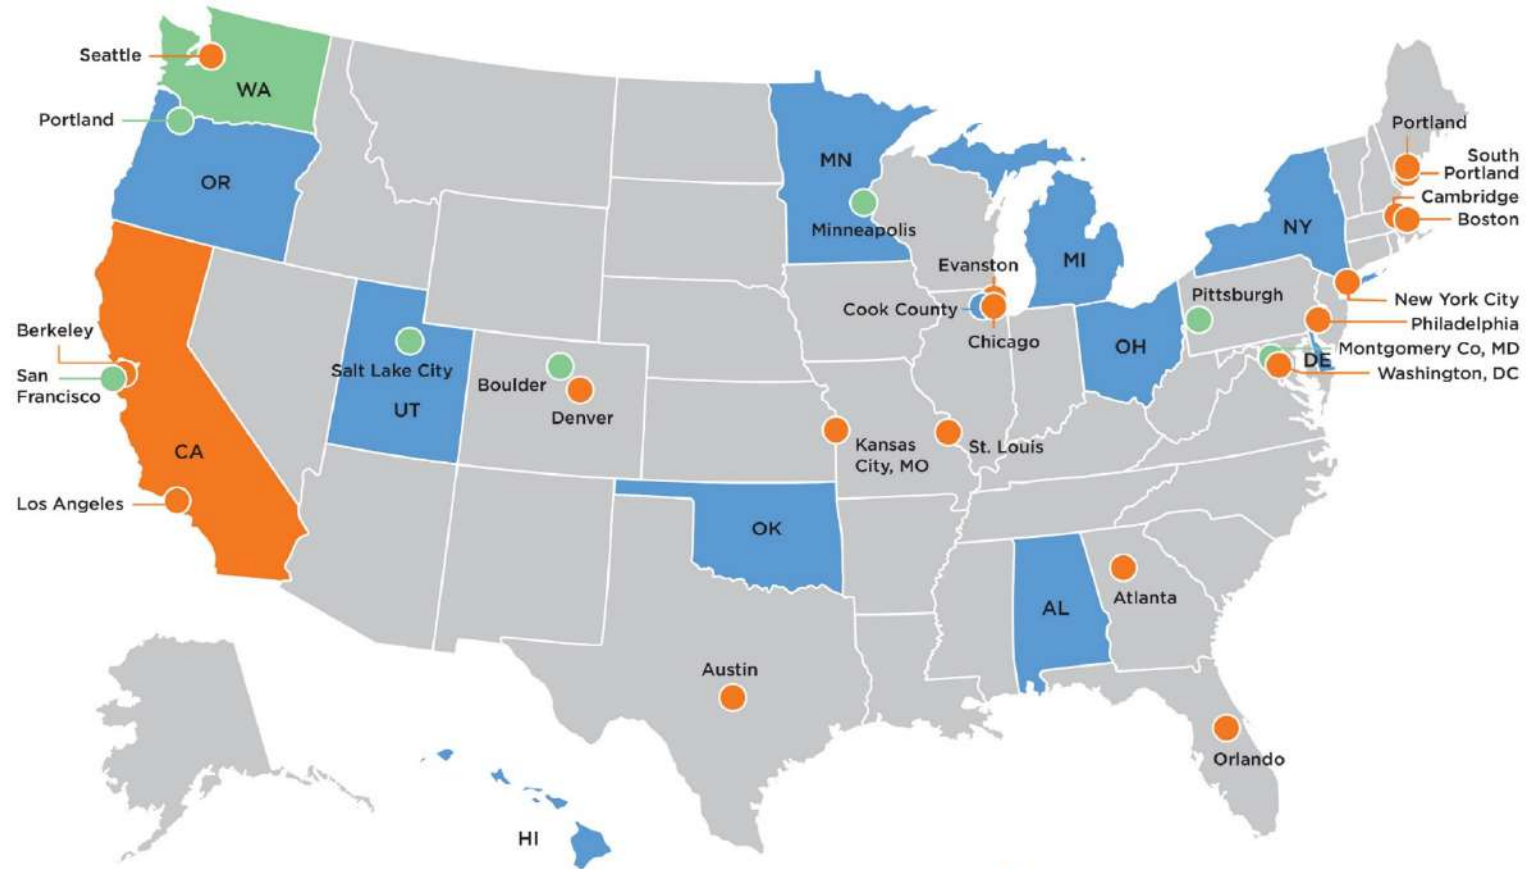 Seattle
WA
Portland
OR
Berkeley
San
Francisco
CA
Los Angeles
Salt Lake City
UT
Boulder
Denver
MN
Minneapolis
Evanston
Cook County
Chicago
MI
OH
Kansas
City, MO
St. Louis
OK
AL
Atlanta
Austin
Orlando
HI
NY
Pittsburgh
DE
Portland
South
Portland
Cambridge
Boston
New York City
Philadelphia
Montgomery Co, MD
Washington, DC